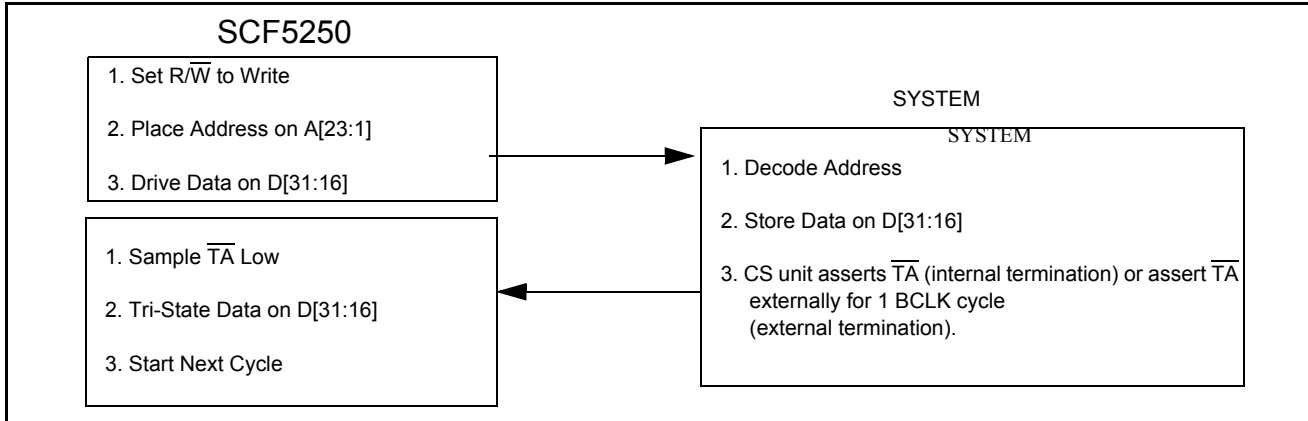 SCF5250
1. Set R/W̅ to Write
2. Place Address on A[23:1]
3. Drive Data on D[31:16]
1. Sample T̅A̅ Low
2. Tri-State Data on D[31:16]
3. Start Next Cycle
SYSTEM
SYSTEM
1. Decode Address
2. Store Data on D[31:16]
3. CS unit asserts T̅A̅ (internal termination) or assert T̅A̅
externally for 1 BCLK cycle
(external termination).